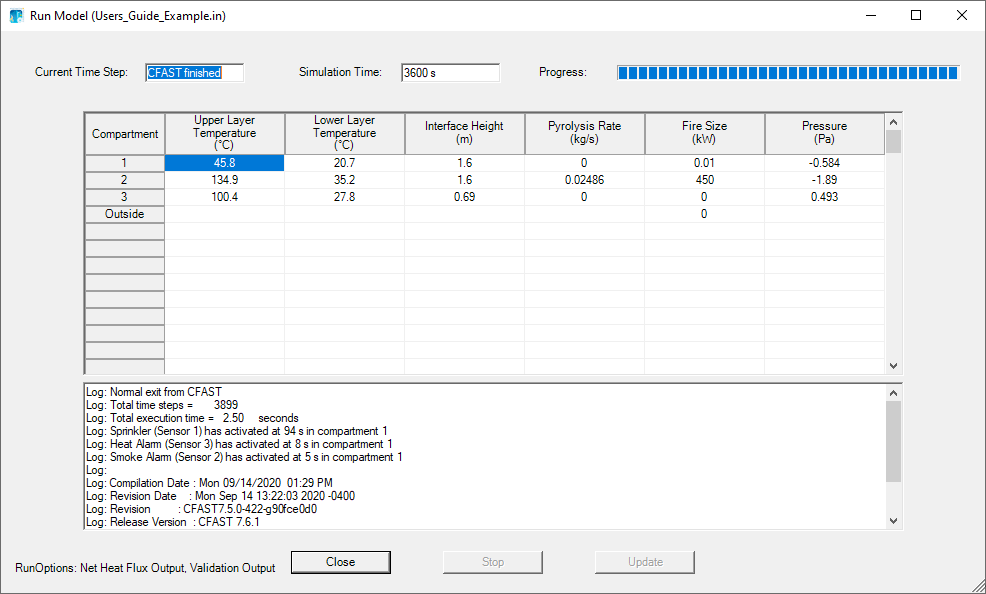 Run Model (Users_Guide_Example.in)
Current Time Step: CFAST finished Simulation Time: 3600 s Progress:
Compartment Upper Layer Temperature (°C) Lower Layer Temperature (°C) Interface Height (m) Pyrolysis Rate (kg/s) Fire Size (kW) Pressure (Pa)
1 45.8 20.7 1.6 0 0.01 -0.584
2 134.9 35.2 1.6 0.02486 450 -1.89
3 100.4 27.8 0.69 0 0 0.493
Outside 0
Log: Normal exit from CFAST
Log: Total time steps = 3899
Log: Total execution time = 2.50 seconds
Log: Sprinkler (Sensor 1) has activated at 94 s in compartment 1
Log: Heat Alarm (Sensor 3) has activated at 8 s in compartment 1
Log: Smoke Alarm (Sensor 2) has activated at 5 s in compartment 1
Log:
Log: Compilation Date : Mon 09/14/2020 01:29 PM
Log: Revision Date : Mon Sep 14 13:22:03 2020 -0400
Log: Revision : CFAST7.5.0-422-g90fce0d0
Log: Release Version : CFAST 7.6.1
RunOptions: Net Heat Flux Output, Validation Output Close Stop Update